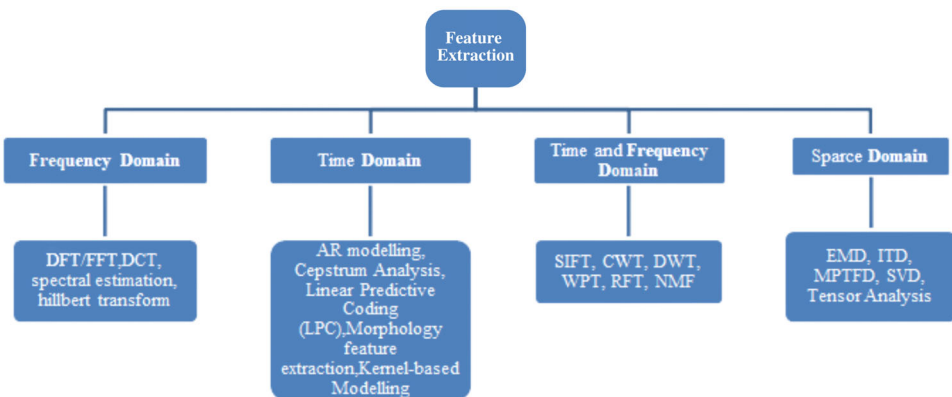 Feature
Extraction
Frequency Domain
Time Domain
Time and Frequency
Domain
Sparce Domain
DFT/FFT,DCT,
spectral estimation,
hillbert transform
AR modelling,
Cepstrum Analysis,
Linear Predictive
Coding
(LPC),Morphology
feature
extraction,Kernel-based
Modelling
SIFT, CWT, DWT,
WPT, RFT, NMF
EMD, ITD,
MPTFD, SVD,
Tensor Analysis